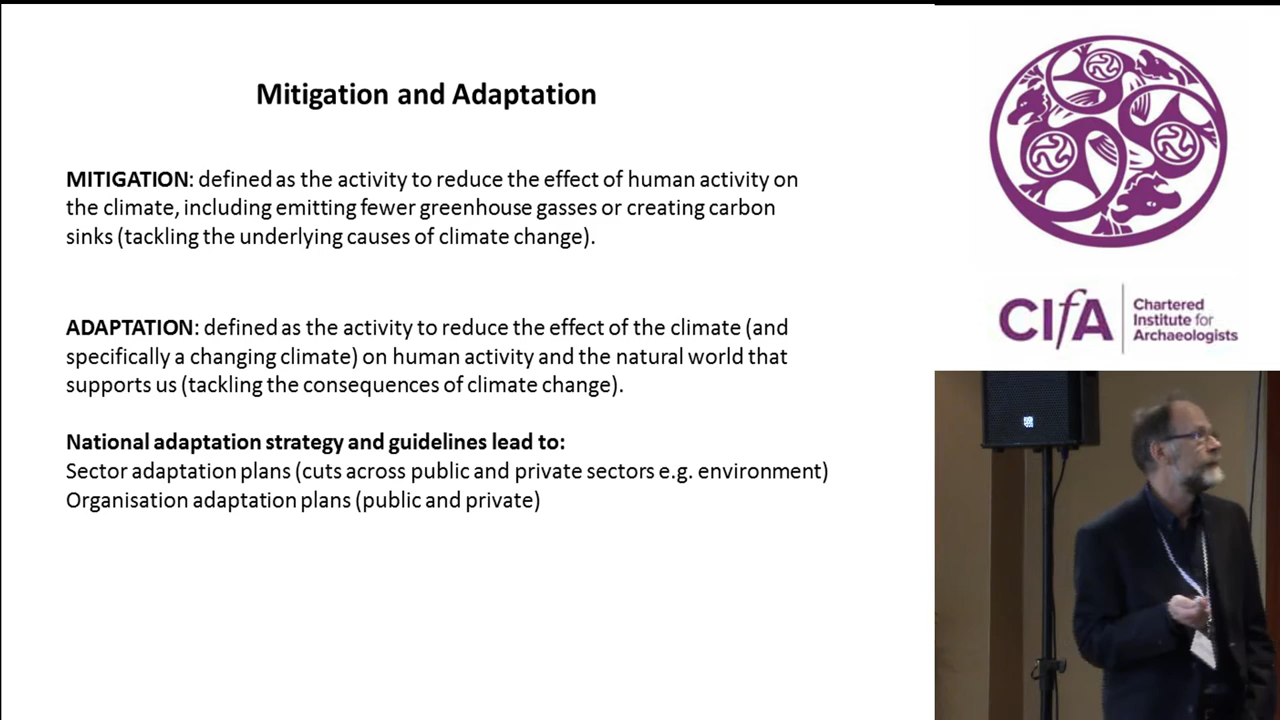 Mitigation and Adaptation
MITIGATION: defined as the activity to reduce the effect of human activity on
the climate, including emitting fewer greenhouse gasses or creating carbon
sinks (tackling the underlying causes of climate change).
ADAPTATION: defined as the activity to reduce the effect of the climate (and
specifically a changing climate) on human activity and the natural world that
supports us (tackling the consequences of climate change).
National adaptation strategy and guidelines lead to:
Sector adaptation plans (cuts across public and private sectors e.g. environment)
Organisation adaptation plans (public and private)
CIfA
Chartered
Institute for
Archaeologists